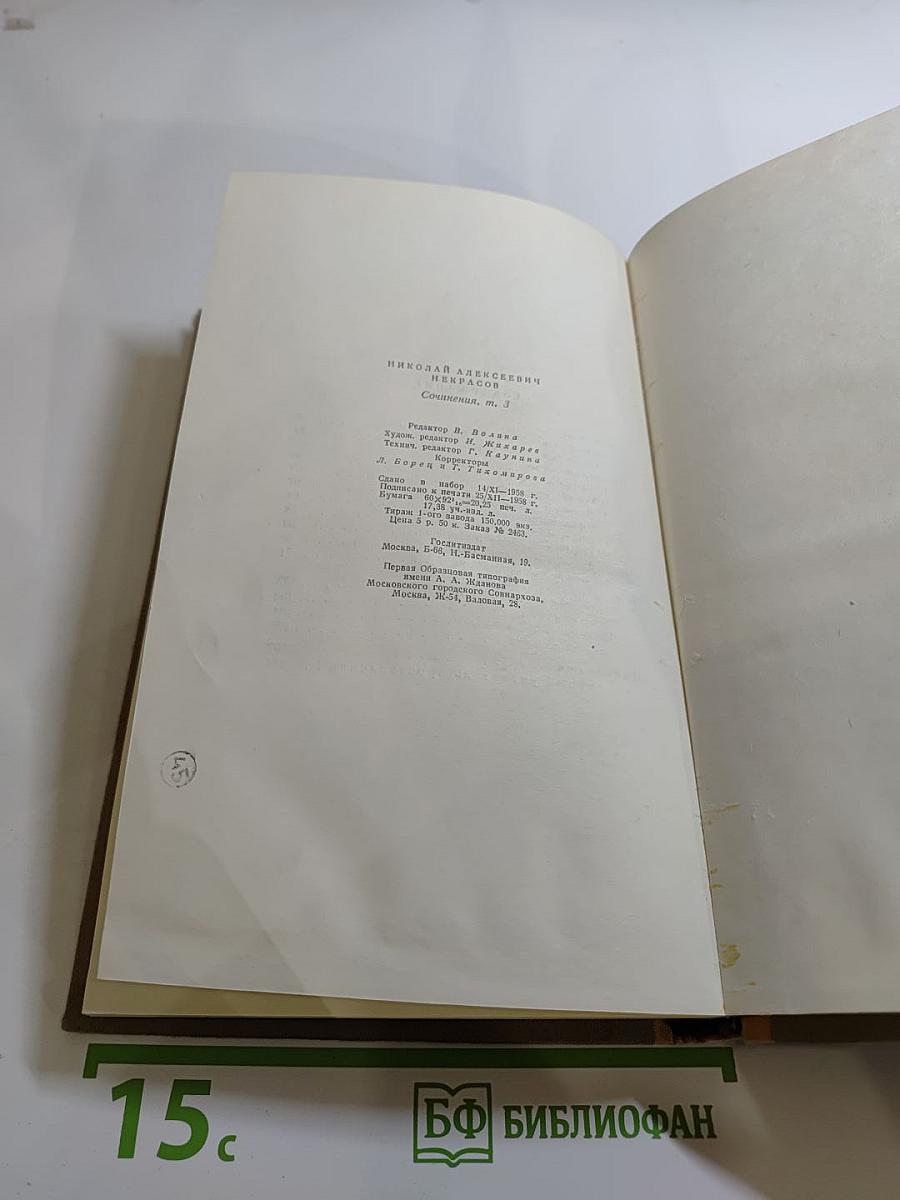 НИКОЛАЙ АЛЕКСЕЕВИЧ
НЕКРАСОВ
Сочинения, т. 3
Редактор В. Волина
Худож. редактор И. Жихарев
Технич. редактор Г. Каунина
Корректоры
Л. Борец и Т. Тихомирова
Сдано в набор 14/XI—1958 г.
Подписано к печати 25/XII—1958 г.
Бумага 60×92¹/₁₆=20,25 печ. л.
17,38 уч.-изд. л.
Тираж 1-ого завода 150.000 экз.
Цена 5 р. 50 к. Заказ № 2463.
Гослитиздат
Москва, Б-66, Н.-Басманная, 19.
Первая Образцовая типография
имени А. А. Жданова
Московского городского Совнархоза.
Москва, Ж-54, Валовая, 28.
45
15 с
БФ БИБЛИОФАН